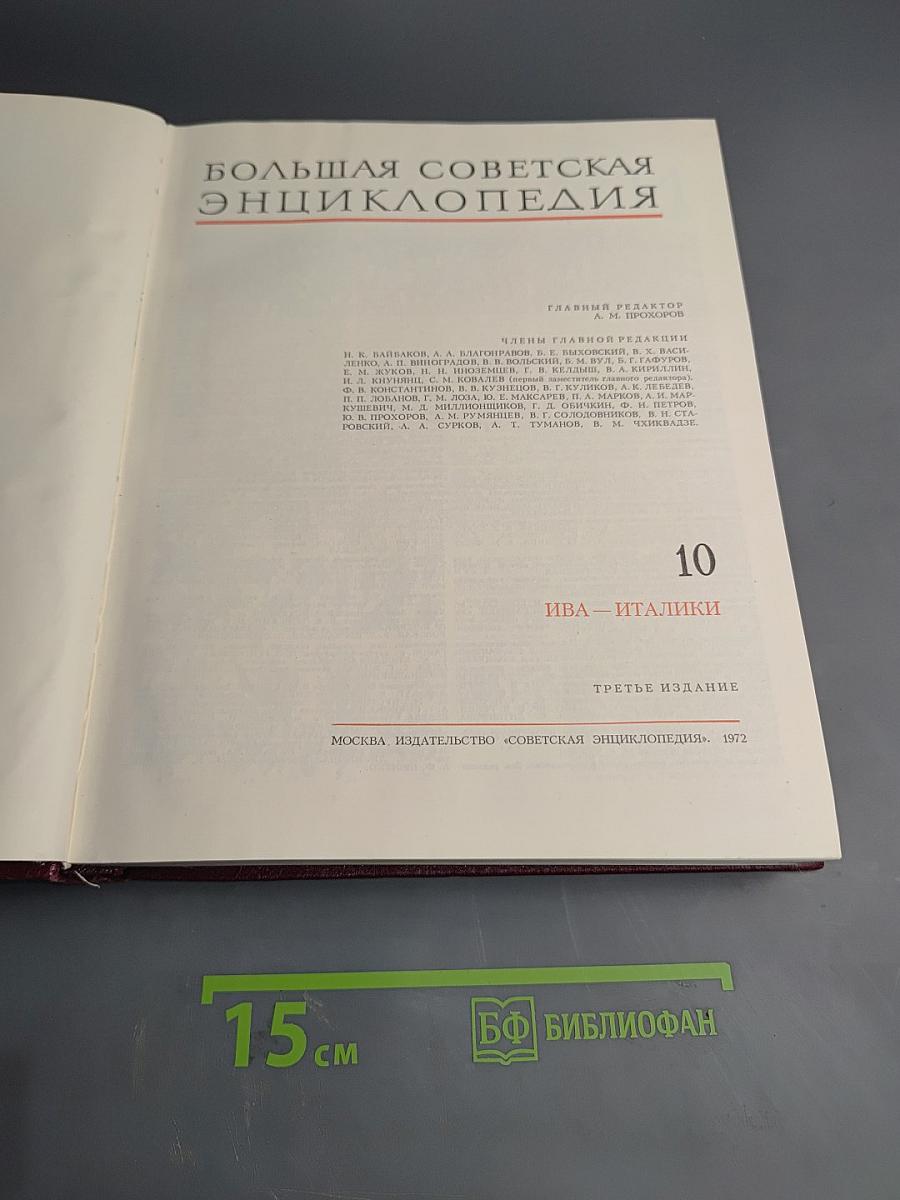 БОЛЬШАЯ СОВЕТСКАЯ
ЭНЦИКЛОПЕДИЯ
ГЛАВНЫЙ РЕДАКТОР
А. М. ПРОХОРОВ
ЧЛЕНЫ ГЛАВНОЙ РЕДАКЦИИ
Н. К. БАЙБАКОВ, А. А. БЛАГОНРАВОВ, Б. Е. БЫХОВСКИЙ, В. Х. ВАСИ-
ЛЕНКО, А. П. ВИНОГРАДОВ, В. В. ВОЛЬСКИЙ, Б. М. ВУЛ, Б. Г. ГАФУРОВ,
Е. М. ЖУКОВ, Н. Н. ИНОЗЕМЦЕВ, Г. В. КЕЛДЫШ, В. А. КИРИЛЛИН,
И. Л. КНУНЯНЦ, С. М. КОВАЛЕВ (первый заместитель главного редактора),
Ф. В. КОНСТАНТИНОВ, В. В. КУЗНЕЦОВ, В. Г. КУЛИКОВ, А. К. ЛЕБЕДЕВ,
П. П. ЛОБАНОВ, Г. М. ЛОЗА, Ю. Е. МАКСАРЕВ, П. А. МАРКОВ, А. И. МАР-
КУШЕВИЧ, М. Д. МИЛЛИОНЩИКОВ, Г. Д. ОБИЧКИН, Ф. Н. ПЕТРОВ,
Ю. В. ПРОХОРОВ, А. М. РУМЯНЦЕВ, В. Г. СОЛОДОВНИКОВ, В. Н. СТА-
РОВСКИЙ, А. А. СУРКОВ, А. Т. ТУМАНОВ, В. М. ЧХИКВАДЗЕ.
10
ИВА — ИТАЛИКИ
ТРЕТЬЕ ИЗДАНИЕ
МОСКВА. ИЗДАТЕЛЬСТВО «СОВЕТСКАЯ ЭНЦИКЛОПЕДИЯ». 1972
15 см
БФ БИБЛИОФАН